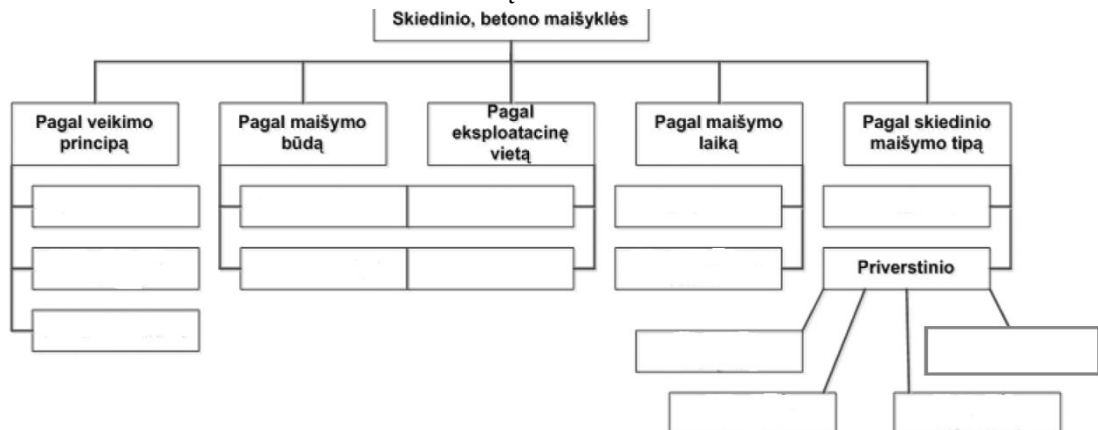 Skiedinio, betono maišyklės
Pagal veikimo
principą
Pagal maišymo
būdą
Pagal
eksploatacinę
vietą
Pagal maišymo
laiką
Pagal skiedinio
maišymo tipą
Priverstinio